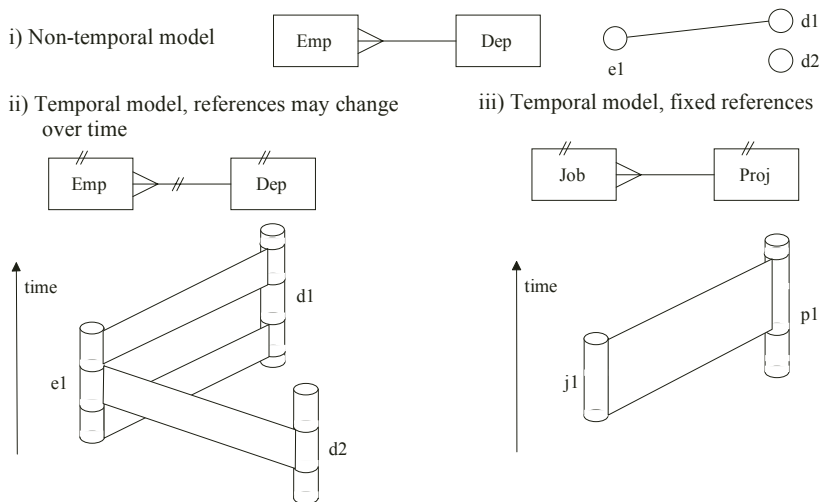 i) Non-temporal model
Emp
Dep
e1
d1
d2
ii) Temporal model, references may change
over time
Emp
Dep
time
e1
d1
d2
iii) Temporal model, fixed references
Job
Proj
time
j1
p1